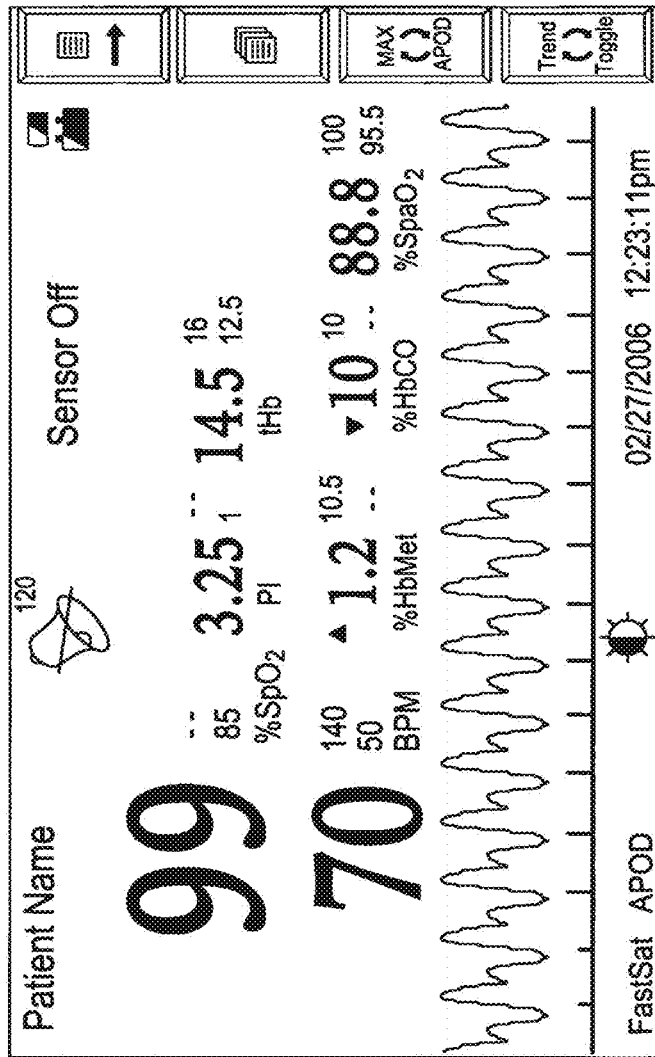 Patient Name 120 Sensor Off
99 -- 85 %SpO₂ 3.25 -- 1 PI 14.5 16 12.5 tHb
70 140 50 BPM ▲ 1.2 10.5 -- %HbMet ▼ 10 10 -- %HbCO 88.8 100 95.5 %SpaO₂
FastSat APOD 02/27/2006 12:23:11pm
MAX
APOD
Trend
Toggle